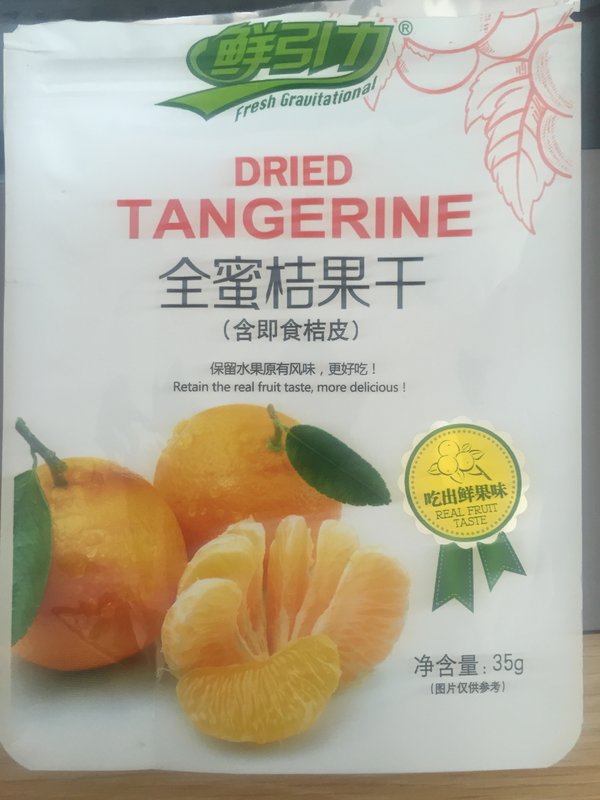 鲜引力®
Fresh Gravitational
DRIED
TANGERINE
全蜜桔果干
（含即食桔皮）
保留水果原有风味，更好吃！
Retain the real fruit taste, more delicious！
吃出鲜果味
REAL FRUIT
TASTE
净含量：35g
（图片仅供参考）